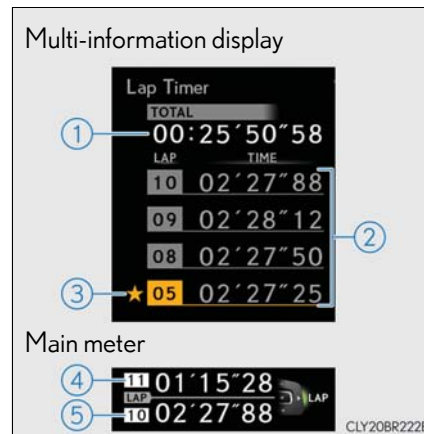 Multi-information display
Lap Timer
TOTAL
1 00:25´50˝58
LAP TIME
10 02´27˝88
09 02´28˝12
2
08 02´27˝50
3 ★ 05 02´27˝25
Main meter
4 11 01´15˝28
LAP LAP
5 10 02´27˝88
CLY20BR222E